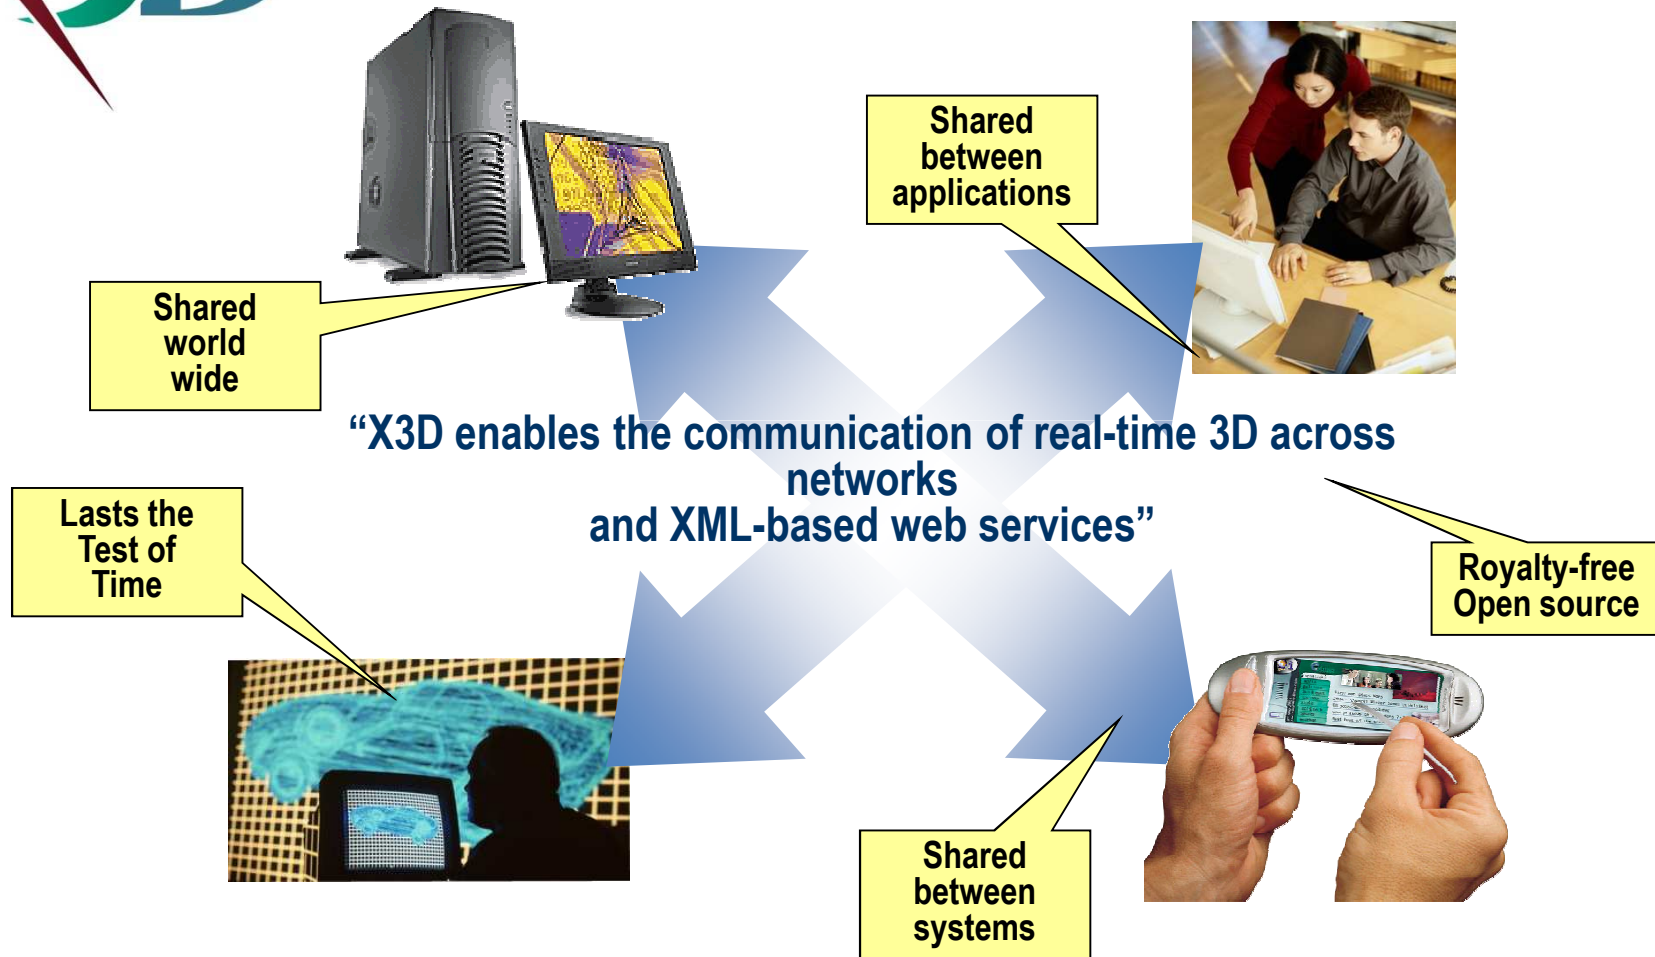 3D
Shared
between
applications
Shared
world
wide
“X3D enables the communication of real-time 3D across
networks
and XML-based web services”
Lasts the
Test of
Time
Royalty-free
Open source
Shared
between
systems